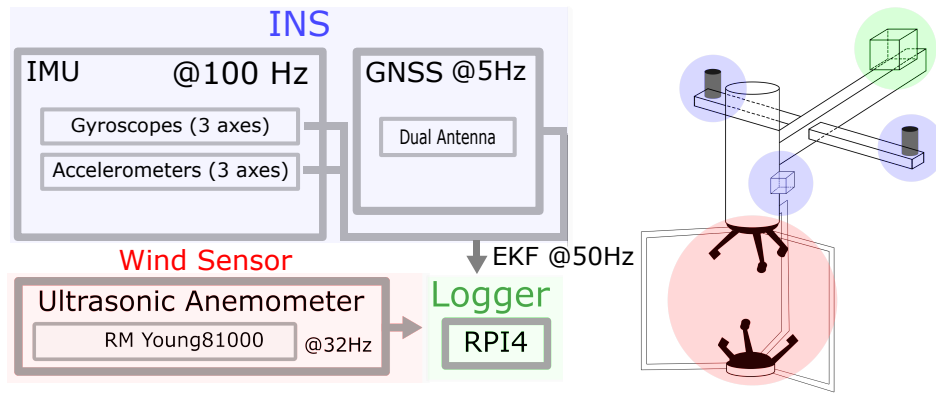 INS
IMU @100 Hz
GNSS @5Hz
Gyroscopes (3 axes)
Dual Antenna
Accelerometers (3 axes)
EKF @50Hz
Wind Sensor
Ultrasonic Anemometer
RM Young81000
@32Hz
Logger
RPI4